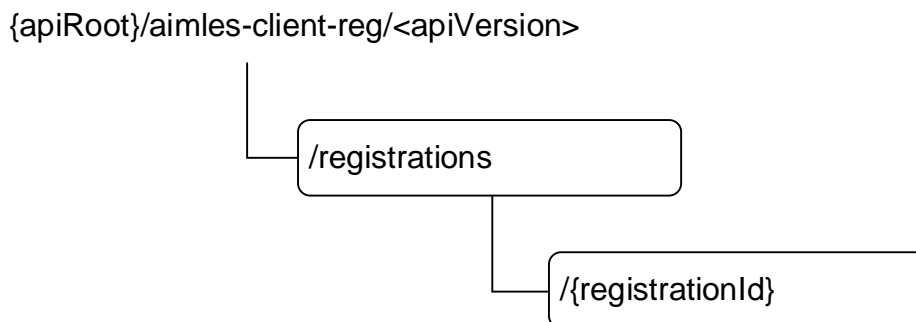 {apiRoot}/aimles-client-reg/<apiVersion>
/registrations
/{registrationId}